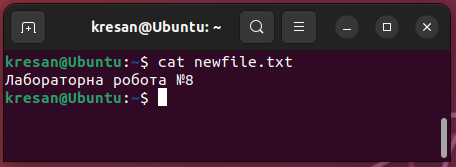 kresan@Ubuntu: ~
kresan@Ubuntu:~$ cat newfile.txt
Лабораторна робота №8
kresan@Ubuntu:~$